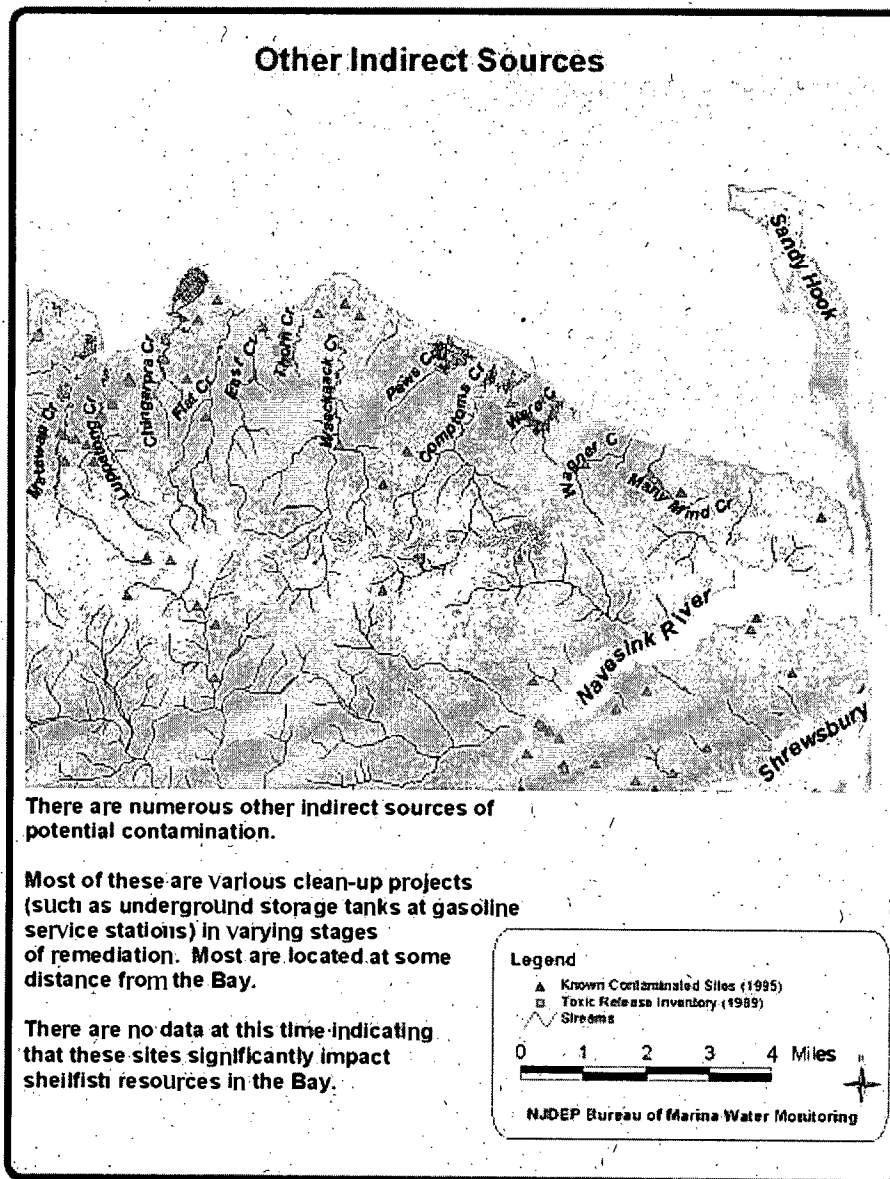 Other Indirect Sources
Sandy Hook
Matawan Cr
Luppatatong Cr
Chingarora Cr
Flat Cr
East Cr
Thorn Cr
Waackaack Cr
Pews Cr
Comptons Cr
Ware C
Wagner C
Many Mind Cr
Navesink River
Shrewsbury
There are numerous other indirect sources of
potential contamination.
Most of these are various clean-up projects
(such as underground storage tanks at gasoline
service stations) in varying stages
of remediation. Most are located at some
distance from the Bay.
There are no data at this time indicating
that these sites significantly impact
shellfish resources in the Bay.
Legend
Known Contaminated Sites (1995)
Toxic Release Inventory (1989)
Streams
0 1 2 3 4 Miles
N
NJDEP Bureau of Marina Water Monitoring